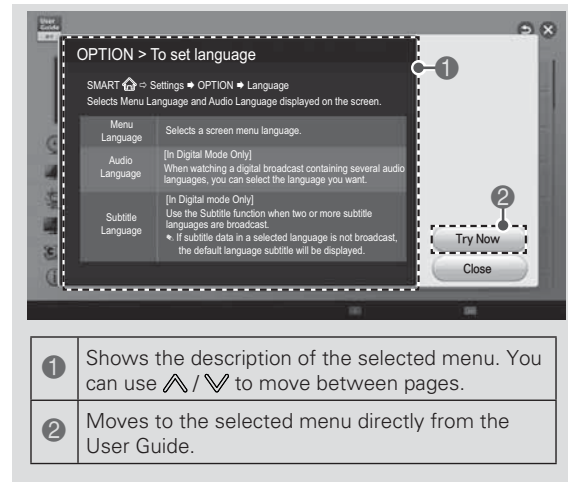 User
Guide
OPTION > To set language
1
SMART ⇨ Settings ➡ OPTION ➡ Language
Selects Menu Language and Audio Language displayed on the screen.
Menu
Language
Selects a screen menu language.
Audio
Language
[In Digital Mode Only]
When watching a digital broadcast containing several audio
languages, you can select the language you want.
Subtitle
Language
[In Digital mode Only]
Use the Subtitle function when two or more subtitle
languages are broadcast.
If subtitle data in a selected language is not broadcast,
the default language subtitle will be displayed.
2
Try Now
Close
1
Shows the description of the selected menu. You
can use / to move between pages.
2
Moves to the selected menu directly from the
User Guide.